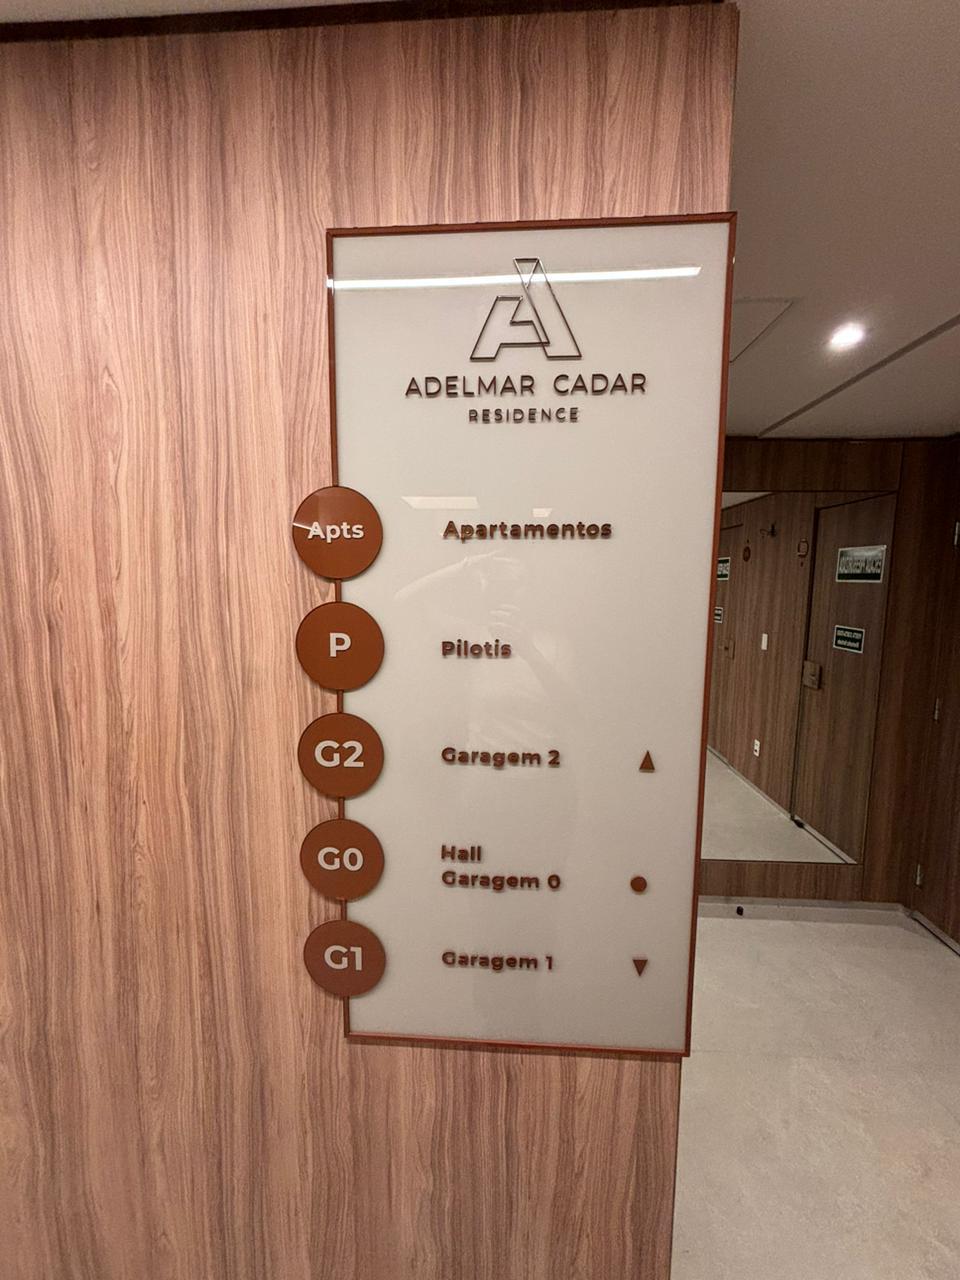 ADELMAR CADAR
RESIDENCE
Apts
Apartamentos
P
Pilotis
G2
Garagem 2
G0
Hall
Garagem 0
G1
Garagem 1